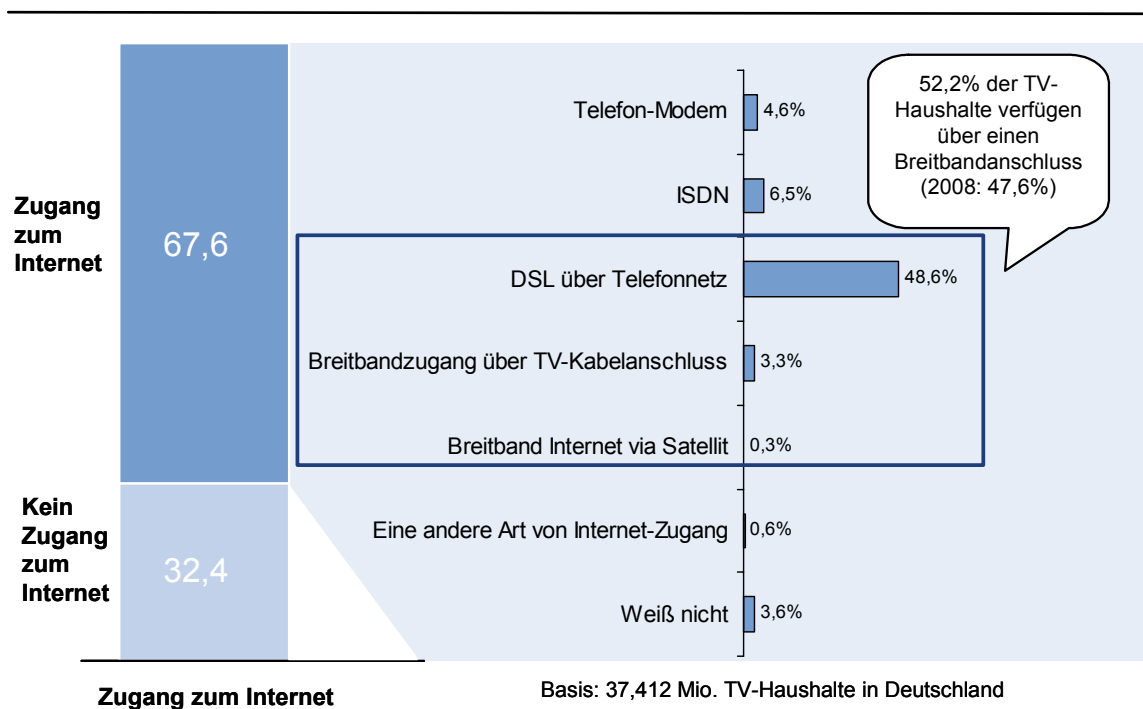 Zugang
zum
Internet
67,6
Kein
Zugang
zum
Internet
32,4
Zugang zum Internet
Telefon-Modem
4,6%
ISDN
6,5%
DSL über Telefonnetz
48,6%
Breitbandzugang über TV-Kabelanschluss
3,3%
Breitband Internet via Satellit
0,3%
Eine andere Art von Internet-Zugang
0,6%
Weiß nicht
3,6%
52,2% der TV-
Haushalte verfügen
über einen
Breitbandanschluss
(2008: 47,6%)
Basis: 37,412 Mio. TV-Haushalte in Deutschland